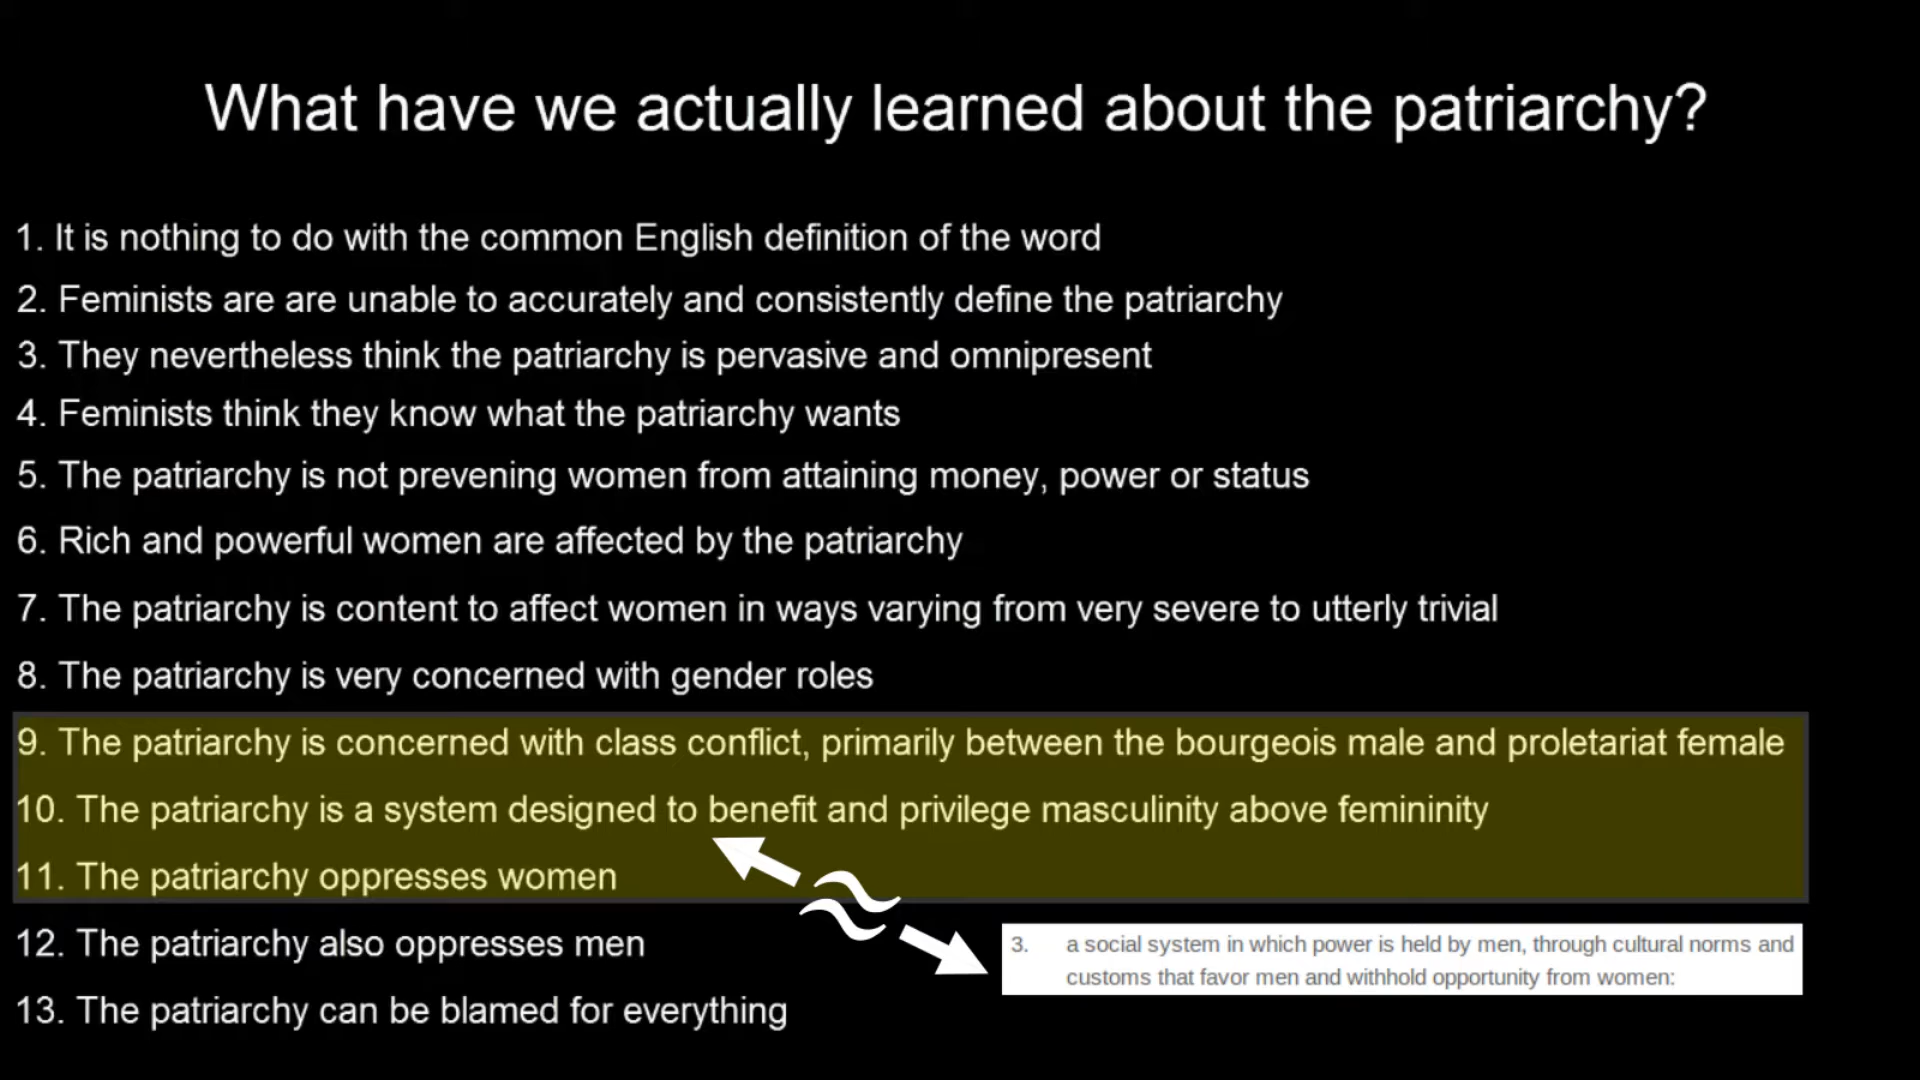 What have we actually learned about the patriarchy?
1. It is nothing to do with the common English definition of the word
2. Feminists are are unable to accurately and consistently define the patriarchy
3. They nevertheless think the patriarchy is pervasive and omnipresent
4. Feminists think they know what the patriarchy wants
5. The patriarchy is not prevening women from attaining money, power or status
6. Rich and powerful women are affected by the patriarchy
7. The patriarchy is content to affect women in ways varying from very severe to utterly trivial
8. The patriarchy is very concerned with gender roles
9. The patriarchy is concerned with class conflict, primarily between the bourgeois male and proletariat female
10. The patriarchy is a system designed to benefit and privilege masculinity above femininity
11. The patriarchy oppresses women
12. The patriarchy also oppresses men
3. a social system in which power is held by men, through cultural norms and
customs that favor men and withhold opportunity from women:
13. The patriarchy can be blamed for everything